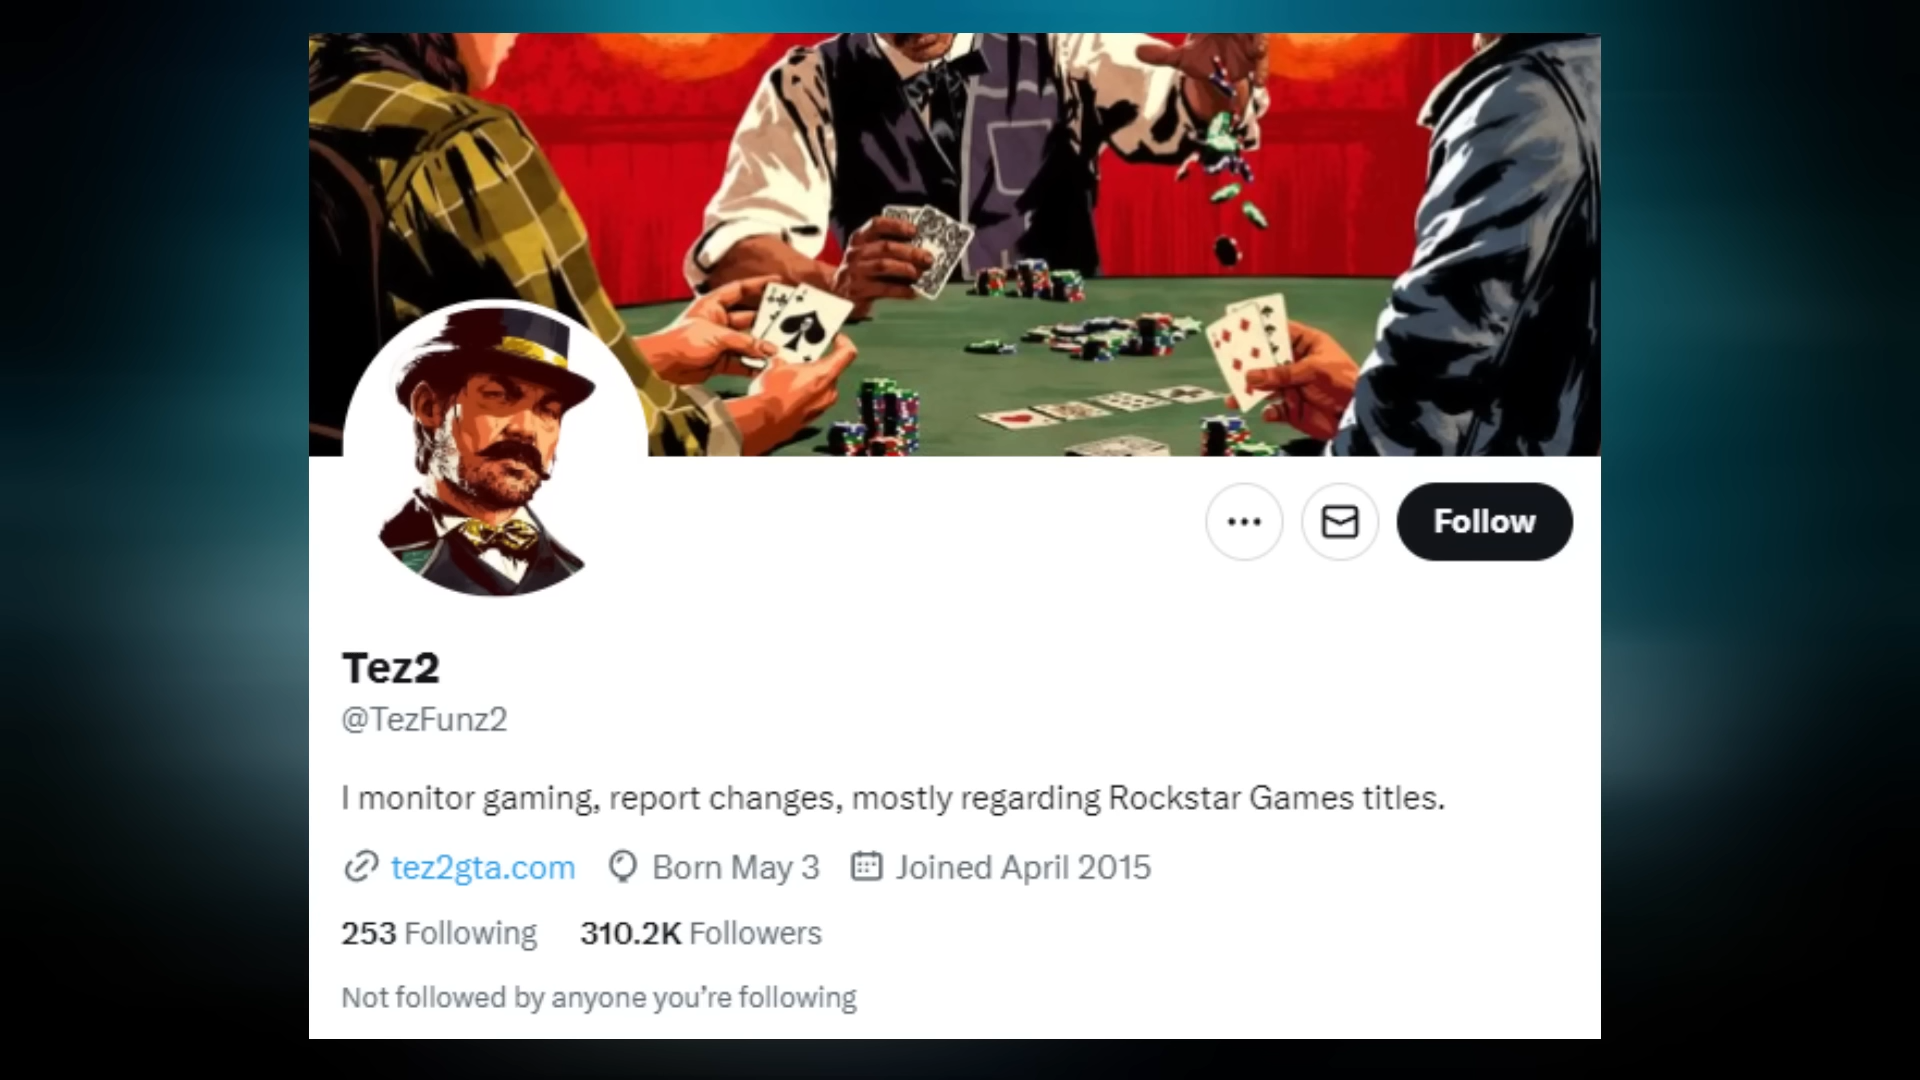 Follow
Tez2
@TezFunz2
I monitor gaming, report changes, mostly regarding Rockstar Games titles.
tez2gta.com Born May 3 Joined April 2015
253 Following 310.2K Followers
Not followed by anyone you’re following